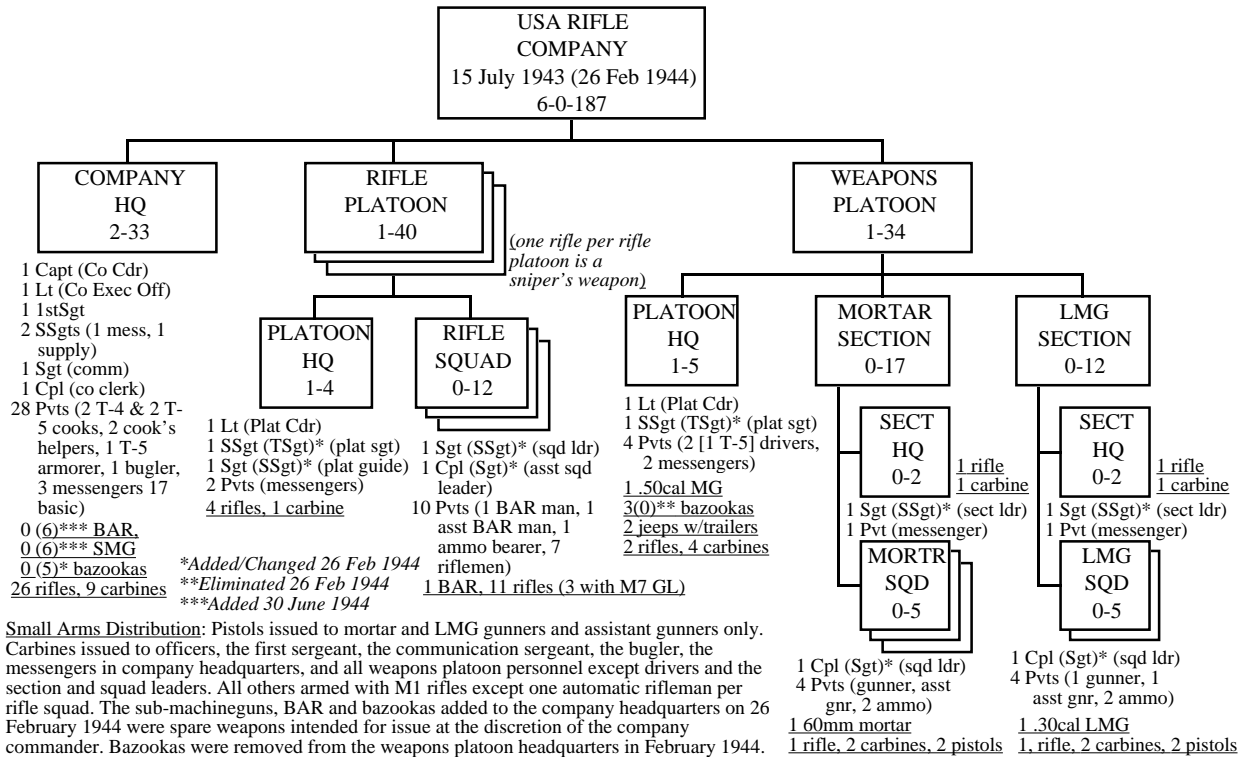 USA RIFLE
COMPANY
15 July 1943 (26 Feb 1944)
6-0-187
COMPANY
HQ
2-33
1 Capt (Co Cdr)
1 Lt (Co Exec Off)
1 1stSgt
2 SSgts (1 mess, 1
supply)
1 Sgt (comm)
1 Cpl (co clerk)
28 Pvts (2 T-4 & 2 T-
5 cooks, 2 cook's
helpers, 1 T-5
armorer, 1 bugler,
3 messengers 17
basic)
0 (6)*** BAR,
0 (6)*** SMG
0 (5)* bazookas
26 rifles, 9 carbines
RIFLE
PLATOON
1-40
(one rifle per rifle
platoon is a
sniper's weapon)
PLATOON
HQ
1-4
1 Lt (Plat Cdr)
1 SSgt (TSgt)* (plat sgt)
1 Sgt (SSgt)* (plat guide)
2 Pvts (messengers)
4 rifles, 1 carbine
RIFLE
SQUAD
0-12
1 Sgt (SSgt)* (sqd ldr)
1 Cpl (Sgt)* (asst sqd
leader)
10 Pvts (1 BAR man, 1
asst BAR man, 1
ammo bearer, 7
riflemen)
1 BAR, 11 rifles (3 with M7 GL)
*Added/Changed 26 Feb 1944
**Eliminated 26 Feb 1944
***Added 30 June 1944
WEAPONS
PLATOON
1-34
PLATOON
HQ
1-5
1 Lt (Plat Cdr)
1 SSgt (TSgt)* (plat sgt)
4 Pvts (2 [1 T-5] drivers,
2 messengers)
1 .50cal MG
3(0)** bazookas
2 jeeps w/trailers
2 rifles, 4 carbines
MORTAR
SECTION
0-17
SECT
HQ
0-2
1 rifle
1 carbine
1 Sgt (SSgt)* (sect ldr)
1 Pvt (messenger)
MORTR
SQD
0-5
1 Cpl (Sgt)* (sqd ldr)
4 Pvts (gunner, asst
gnr, 2 ammo)
1 60mm mortar
1 rifle, 2 carbines, 2 pistols
LMG
SECTION
0-12
SECT
HQ
0-2
1 rifle
1 carbine
1 Sgt (SSgt)* (sect ldr)
1 Pvt (messenger)
LMG
SQD
0-5
1 Cpl (Sgt)* (sqd ldr)
4 Pvts (1 gunner, 1
asst gnr, 2 ammo)
1 .30cal LMG
1, rifle, 2 carbines, 2 pistols
Small Arms Distribution: Pistols issued to mortar and LMG gunners and assistant gunners only.
Carbines issued to officers, the first sergeant, the communication sergeant, the bugler, the
messengers in company headquarters, and all weapons platoon personnel except drivers and the
section and squad leaders. All others armed with M1 rifles except one automatic rifleman per
rifle squad. The sub-machineguns, BAR and bazookas added to the company headquarters on 26
February 1944 were spare weapons intended for issue at the discretion of the company
commander. Bazookas were removed from the weapons platoon headquarters in February 1944.